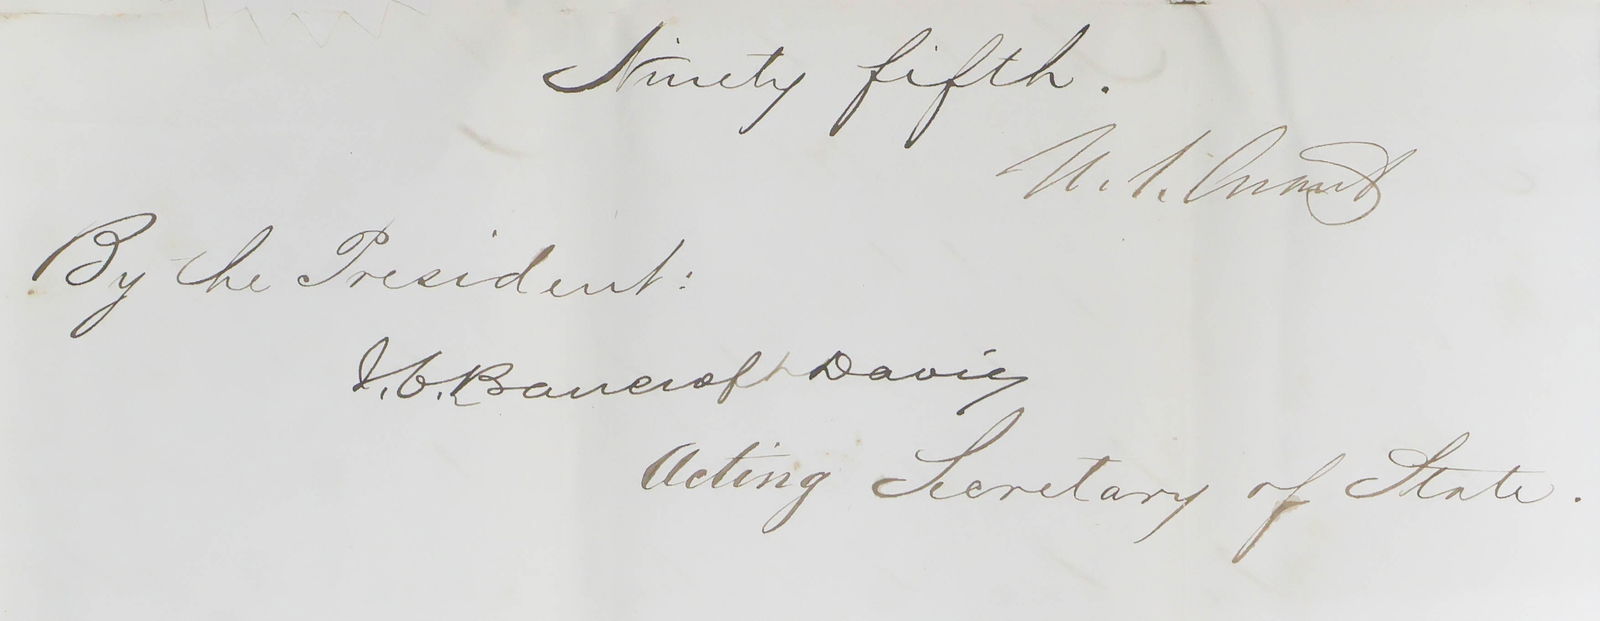 Ninety fifth.
U. S. Grant
By the President:
J. C. Bancroft Davis
Acting Secretary of State.